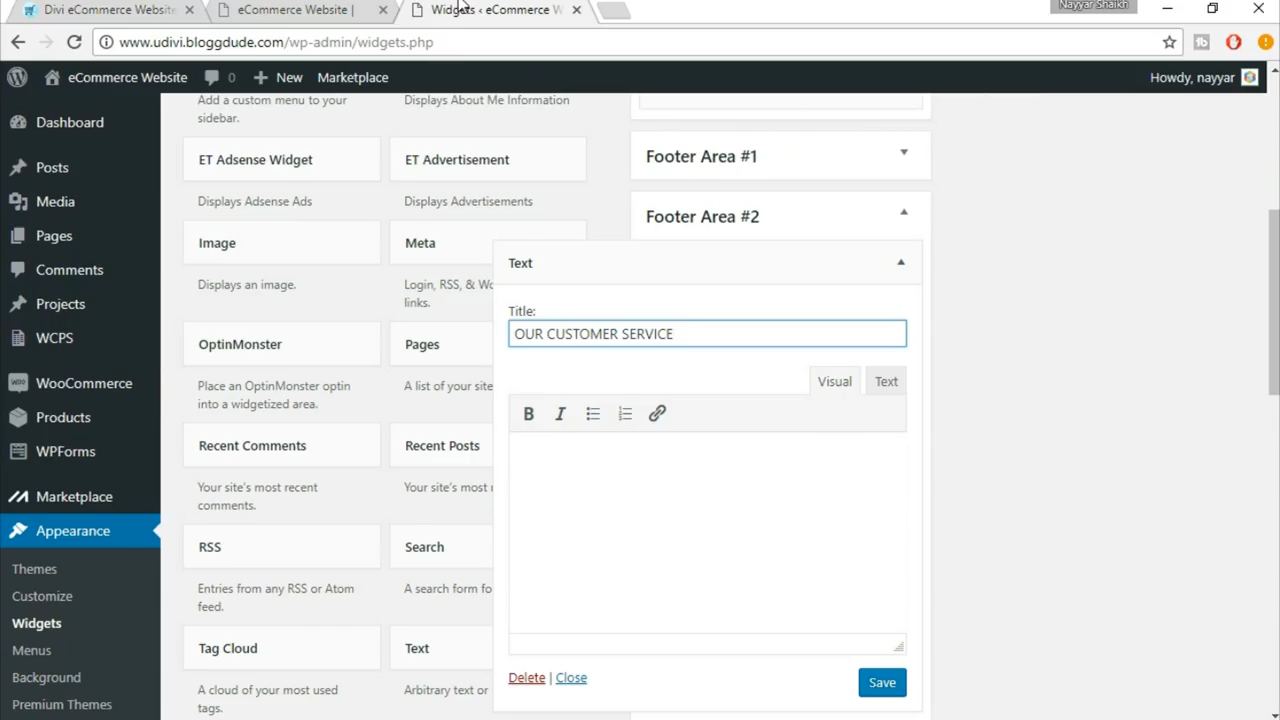 Nayyar Shaikh
Divi eCommerce Website
eCommerce Website |
Widgets ‹ eCommerce W
www.udivi.bloggdude.com/wp-admin/widgets.php
eCommerce Website 0 New Marketplace Howdy, nayyar
Dashboard
Posts
Media
Pages
Comments
Projects
WCPS
WooCommerce
Products
WPForms
Marketplace
Appearance
Themes
Customize
Widgets
Menus
Background
Premium Themes
Add a custom menu to your
sidebar.
Displays About Me Information
ET Adsense Widget
Displays Adsense Ads
ET Advertisement
Displays Advertisements
Image
Displays an image.
Meta
Login, RSS, &
links.
OptinMonster
Place an OptinMonster optin
into a widgetized area.
Pages
A list of your site
Recent Comments
Your site's most recent
comments.
Recent Posts
Your site's most
RSS
Entries from any RSS or Atom
feed.
Search
A search form fo
Tag Cloud
A cloud of your most used
tags.
Text
Arbitrary text or
Footer Area #1
Footer Area #2
Text
Title:
OUR CUSTOMER SERVICE
Visual Text
B I
Delete | Close
Save